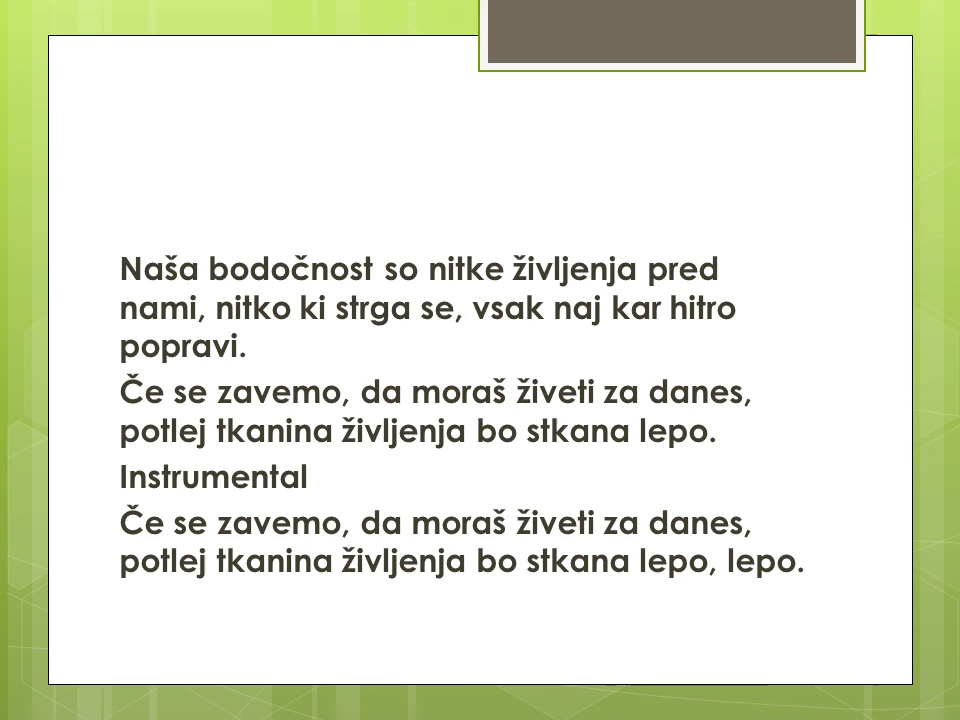 Naša bodočnost so nitke življenja pred
nami, nitko ki strga se, vsak naj kar hitro
popravi.
Če se zavemo, da moraš živeti za danes,
potlej tkanina življenja bo stkana lepo.
Instrumental
Če se zavemo, da moraš živeti za danes,
potlej tkanina življenja bo stkana lepo, lepo.